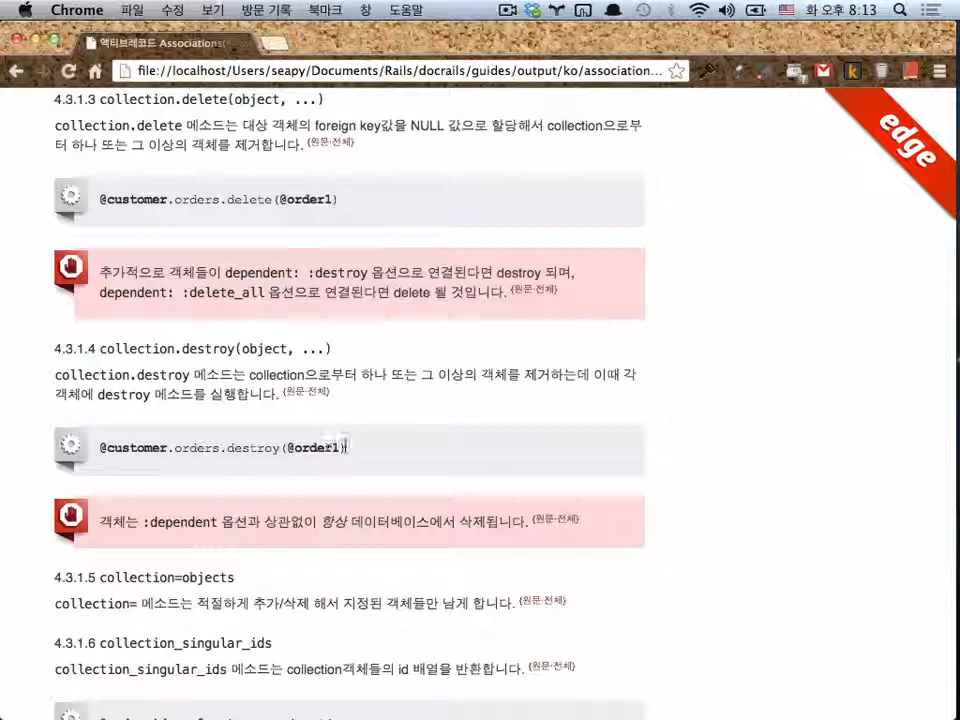 Chrome 파일 수정 보기 방문 기록 북마크 창 도움말 화 오후 8:13
액티브레코드 Associations(
file://localhost/Users/seapy/Documents/Rails/docrails/guides/output/ko/association...
edge
4.3.1.3 collection.delete(object, ...)
collection.delete 메소드는 대상 객체의 foreign key값을 NULL 값으로 할당해서 collection으로부
터 하나 또는 그 이상의 객체를 제거합니다. {원문·전체}
@customer.orders.delete(@order1)
추가적으로 객체들이 dependent: :destroy 옵션으로 연결된다면 destroy 되며,
dependent: :delete_all 옵션으로 연결된다면 delete 될 것입니다. {원문·전체}
4.3.1.4 collection.destroy(object, ...)
collection.destroy 메소드는 collection으로부터 하나 또는 그 이상의 객체를 제거하는데 이때 각
객체에 destroy 메소드를 실행합니다. {원문·전체}
@customer.orders.destroy(@order1)
객체는 :dependent 옵션과 상관없이 항상 데이터베이스에서 삭제됩니다. {원문·전체}
4.3.1.5 collection=objects
collection= 메소드는 적절하게 추가/삭제 해서 지정된 객체들만 남게 합니다. {원문·전체}
4.3.1.6 collection_singular_ids
collection_singular_ids 메소드는 collection객체들의 id 배열을 반환합니다. {원문·전체}